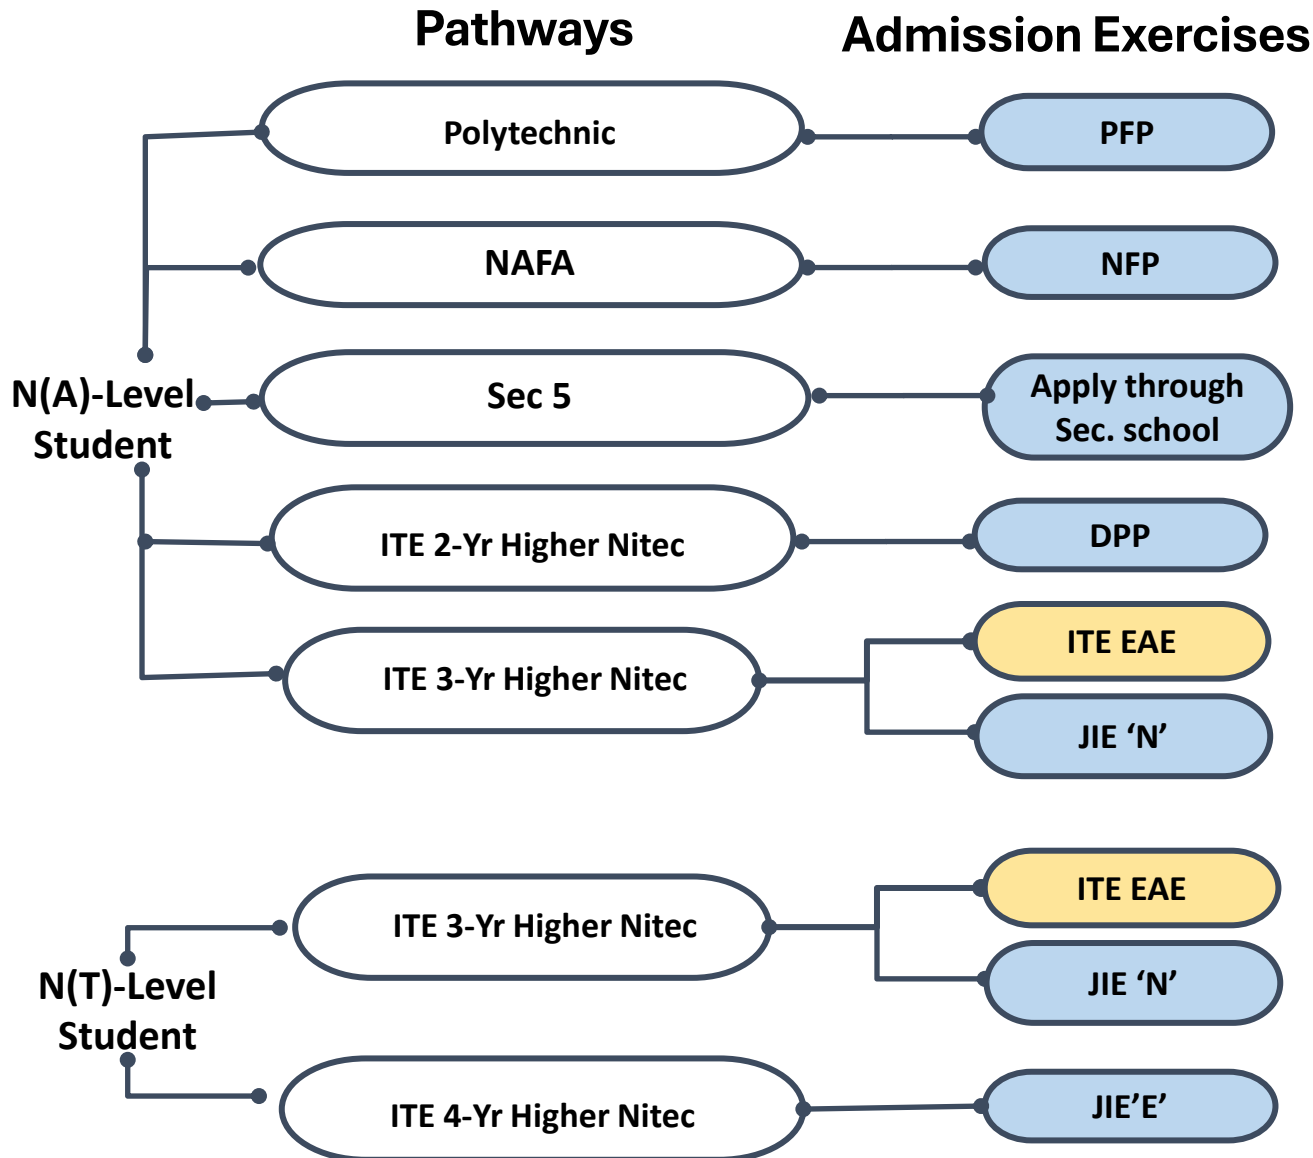 Pathways
Admission Exercises
Polytechnic
PFP
NAFA
NFP
N(A)-Level
Student
Sec 5
Apply through
Sec. school
ITE 2-Yr Higher Nitec
DPP
ITE 3-Yr Higher Nitec
ITE EAE
JIE ‘N’
N(T)-Level
Student
ITE 3-Yr Higher Nitec
ITE EAE
JIE ‘N’
ITE 4-Yr Higher Nitec
JIE’E’